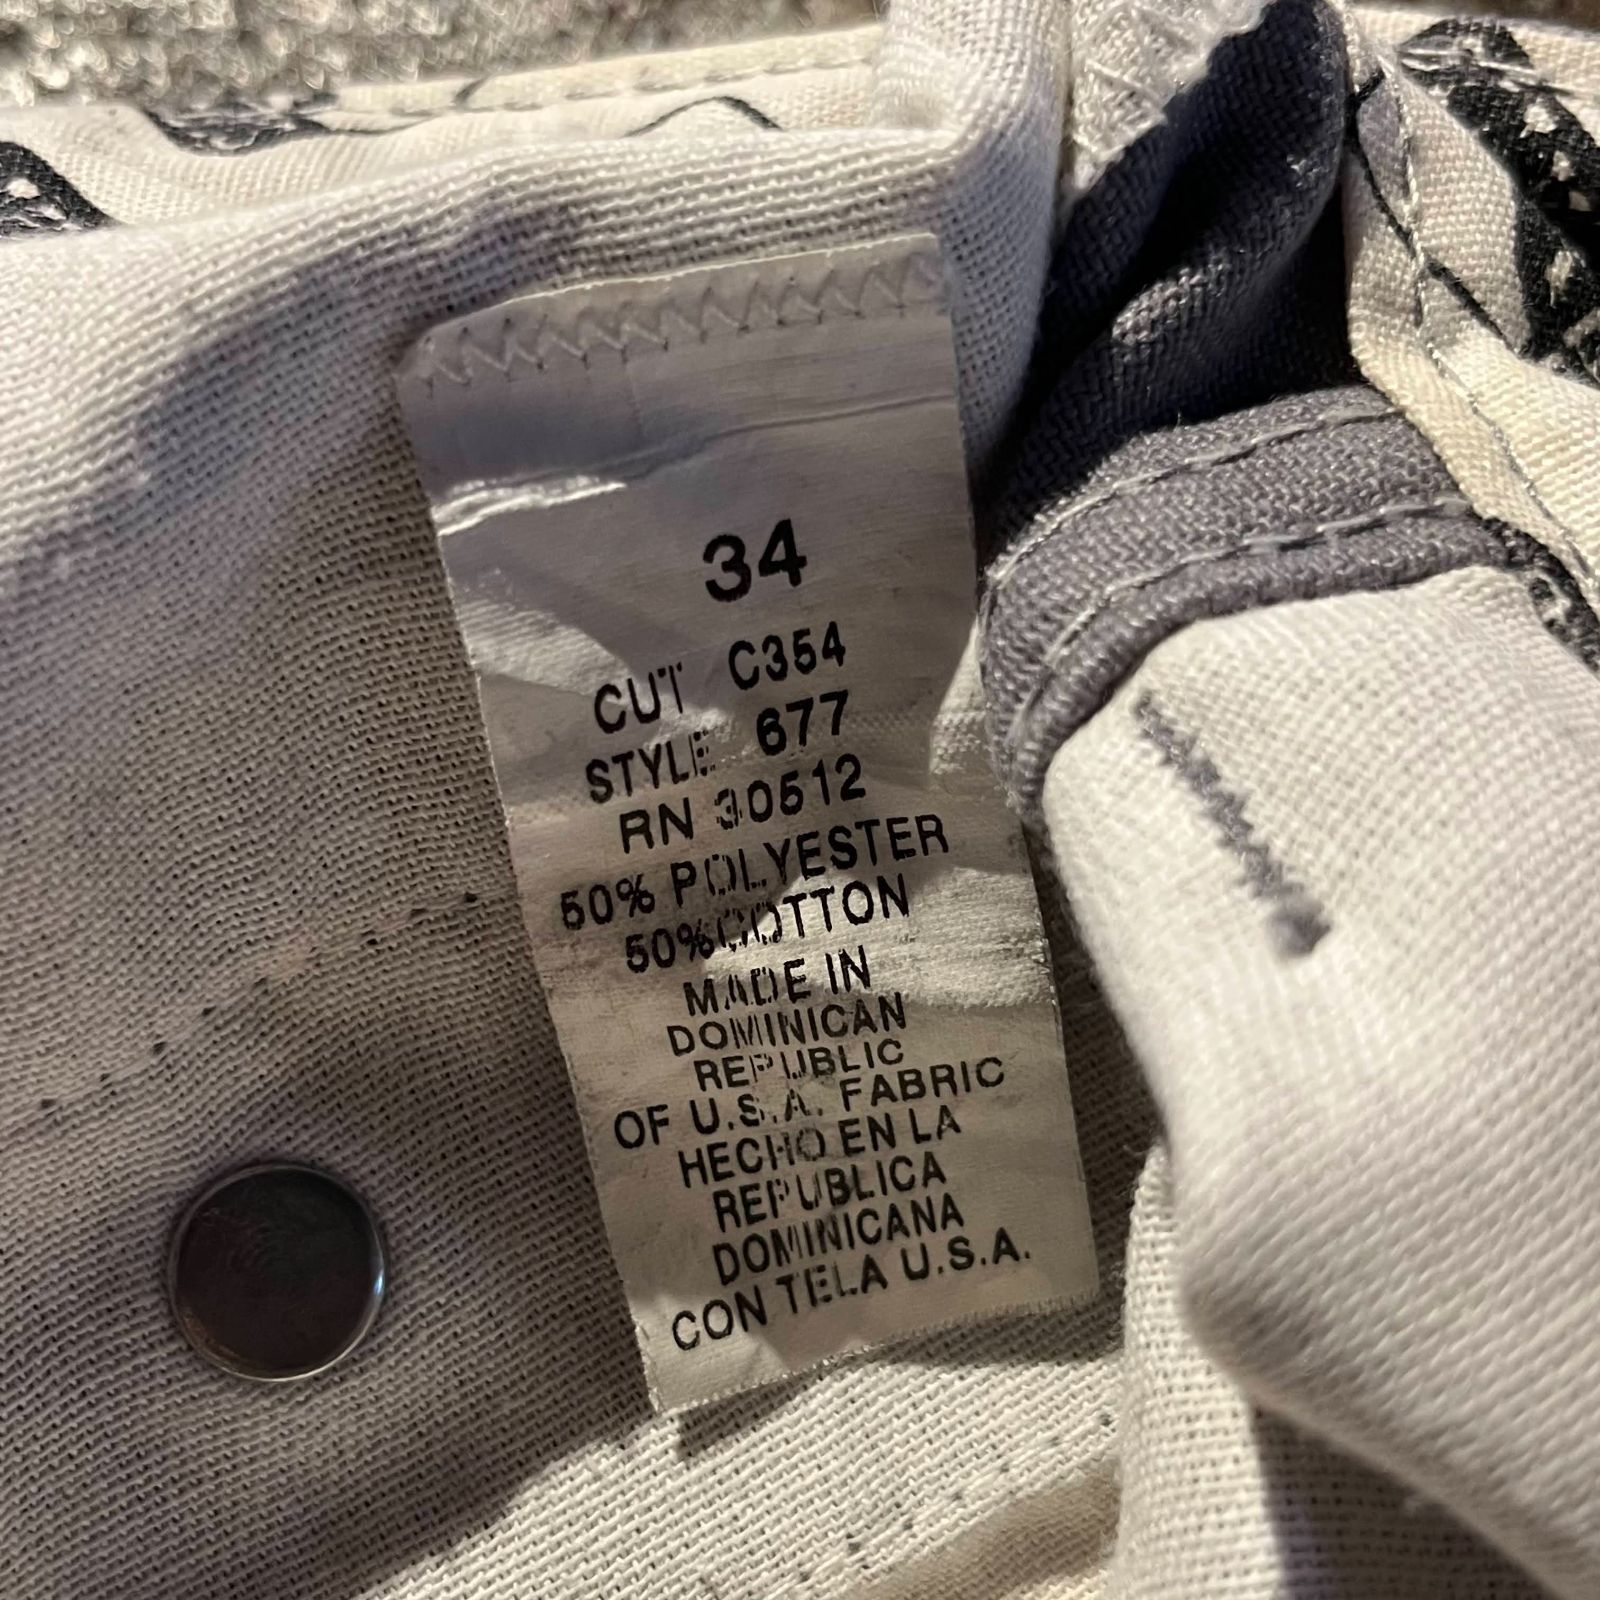 34
CUT C354
STYLE 677
RN 30512
50% POLYESTER
50% COTTON
MADE IN
DOMINICAN
REPUBLIC
OF U.S.A. FABRIC
HECHO EN LA
REPUBLICA
DOMINICANA
CON TELA U.S.A.